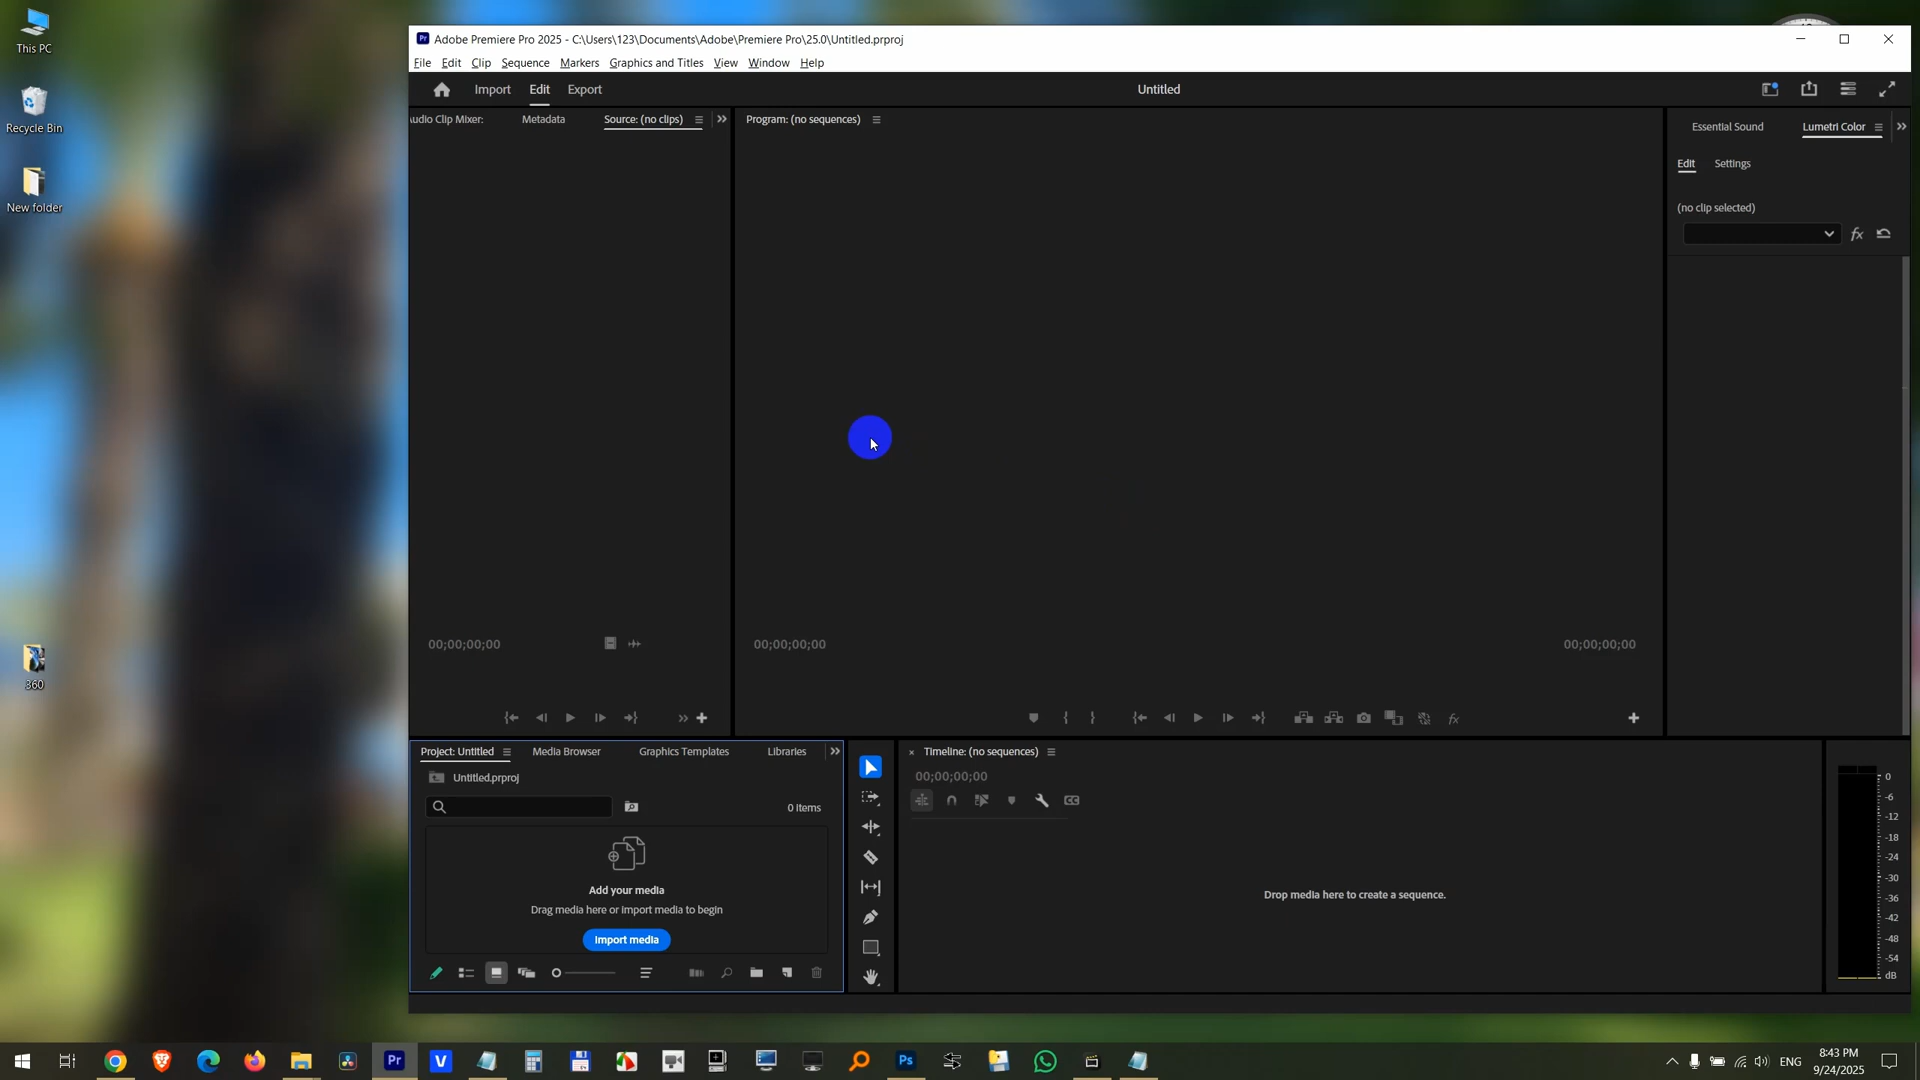 This PC
Recycle Bin
New folder
360
Pr Adobe Premiere Pro 2025 - C:\Users\123\Documents\Adobe\Premiere Pro\25.0\Untitled.prproj
File Edit Clip Sequence Markers Graphics and Titles View Window Help
Import Edit Export Untitled
udio Clip Mixer: Metadata Source: (no clips) Program: (no sequences)
Essential Sound Lumetri Color
Edit Settings
(no clip selected)
fx
00;00;00;00 00;00;00;00 00;00;00;00
fx
Project: Untitled Media Browser Graphics Templates Libraries
Untitled.prproj
0 Items
Add your media
Drag media here or import media to begin
Import media
Timeline: (no sequences)
00;00;00;00
CC
Drop media here to create a sequence.
0
-6
-12
-18
-24
-30
-36
-42
-48
-54
dB
Pr V Ps ENG
8:43 PM
9/24/2025